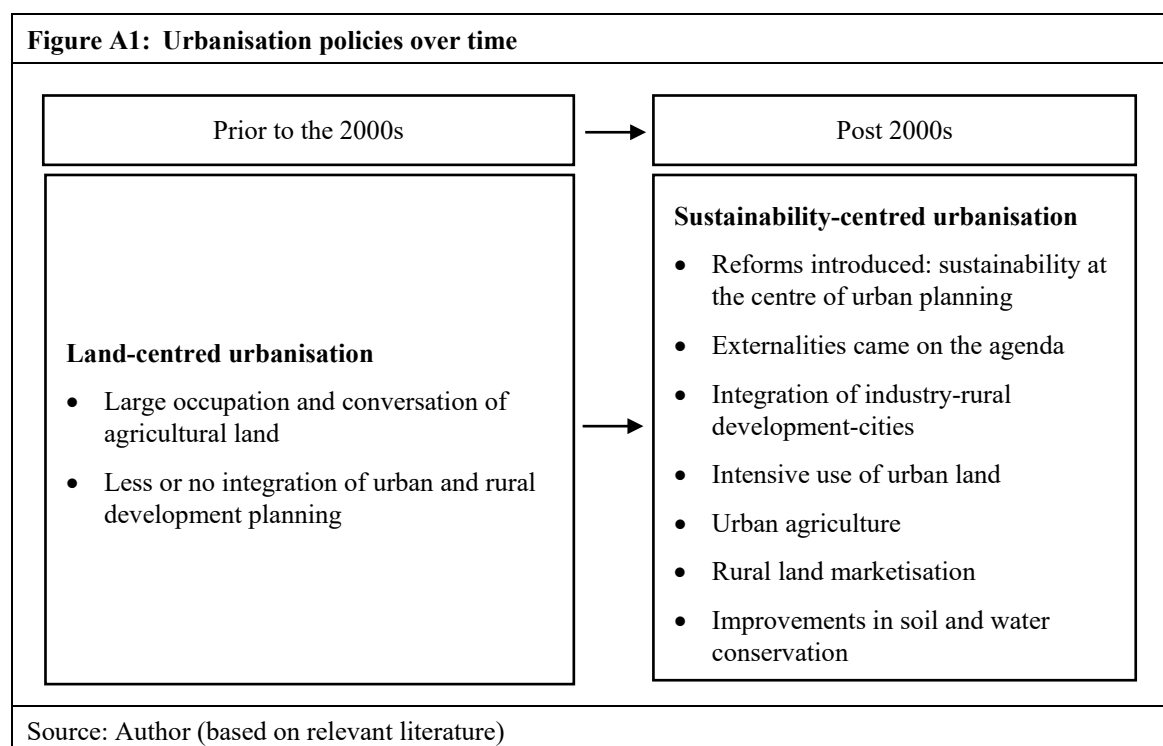 Figure A1: Urbanisation policies over time
Prior to the 2000s
Post 2000s
Land-centred urbanisation
• Large occupation and conversation of
agricultural land
• Less or no integration of urban and rural
development planning
Sustainability-centred urbanisation
• Reforms introduced: sustainability at
the centre of urban planning
• Externalities came on the agenda
• Integration of industry-rural
development-cities
• Intensive use of urban land
• Urban agriculture
• Rural land marketisation
• Improvements in soil and water
conservation
Source: Author (based on relevant literature)